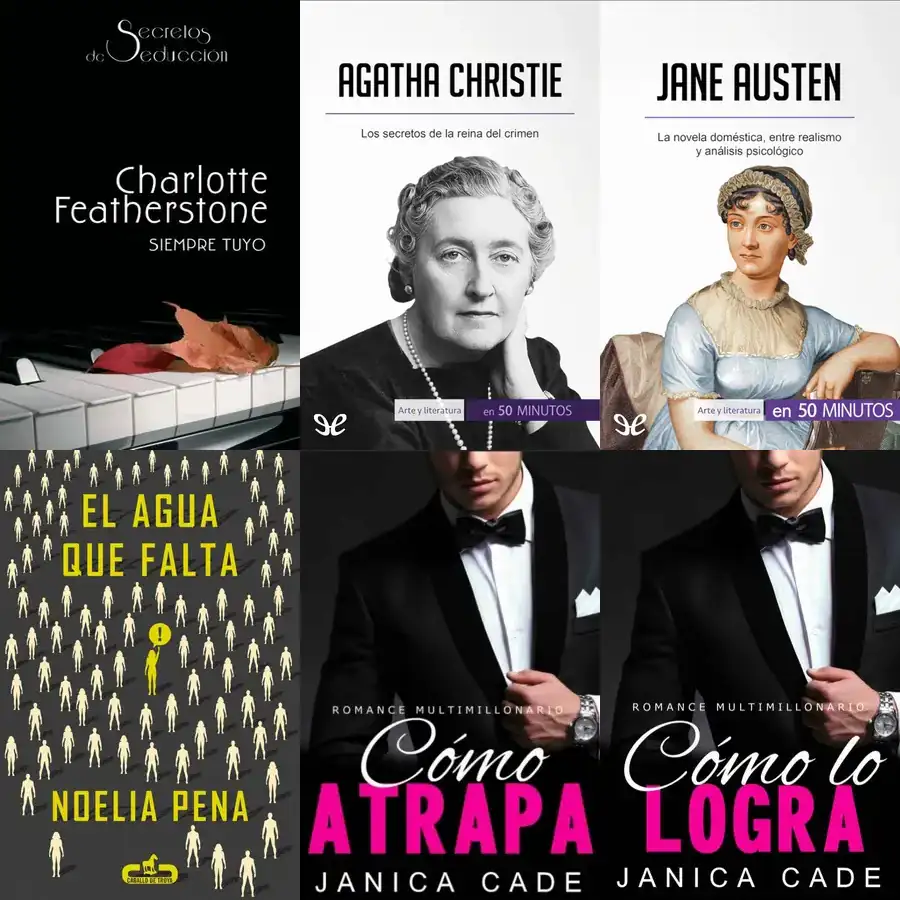 Secretos
de Seducción
Charlotte
Featherstone
SIEMPRE TUYO
AGATHA CHRISTIE
Los secretos de la reina del crimen
Arte y literatura
en 50 MINUTOS
JANE AUSTEN
La novela doméstica, entre realismo
y análisis psicológico
Arte y literatura
en 50 MINUTOS
EL AGUA
QUE FALTA
!
NOELIA PENA
CABALLO DE TROYA
ROMANCE MULTIMILLONARIO
Cómo
ATRAPA
JANICA CADE
ROMANCE MULTIMILLONARIO
Cómo lo
LOGRA
JANICA CADE